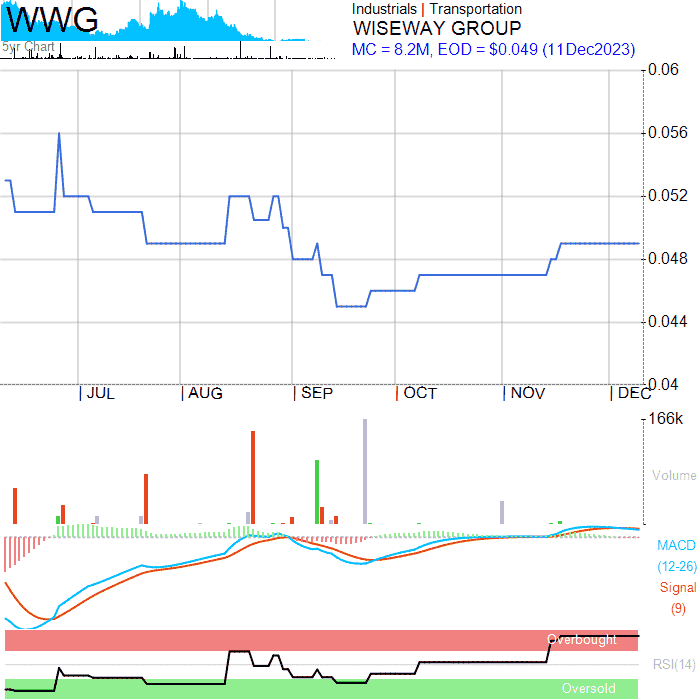 WWG
5yr Chart
Industrials | Transportation
WISEWAY GROUP
MC = 8.2M, EOD = $0.049 (11Dec2023)
0.06
0.056
0.052
0.048
0.044
0.04
JUL AUG SEP OCT NOV DEC
166k
Volume
MACD
(12-26)
Signal
(9)
Overbought
RSI(14)
Oversold